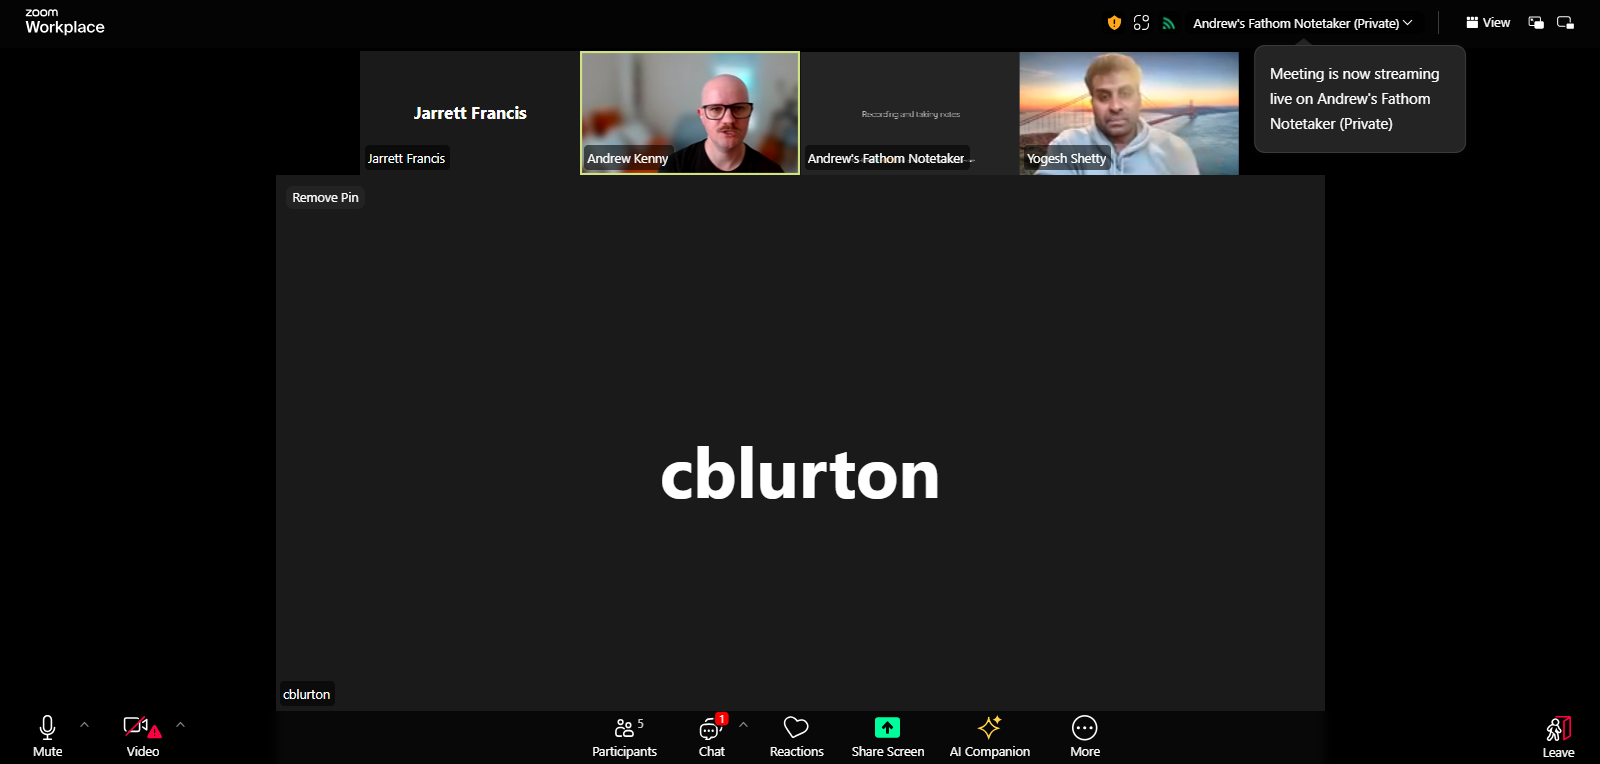 zoom
Workplace
Andrew's Fathom Notetaker (Private)
View
Meeting is now streaming
live on Andrew's Fathom
Notetaker (Private)
Jarrett Francis
Jarrett Francis
Andrew Kenny
Recording and taking notes
Andrew's Fathom Notetaker...
Yogesh Shetty
Remove Pin
cblurton
cblurton
Mute
Video
5
Participants
1
Chat
Reactions
Share Screen
AI Companion
More
Leave